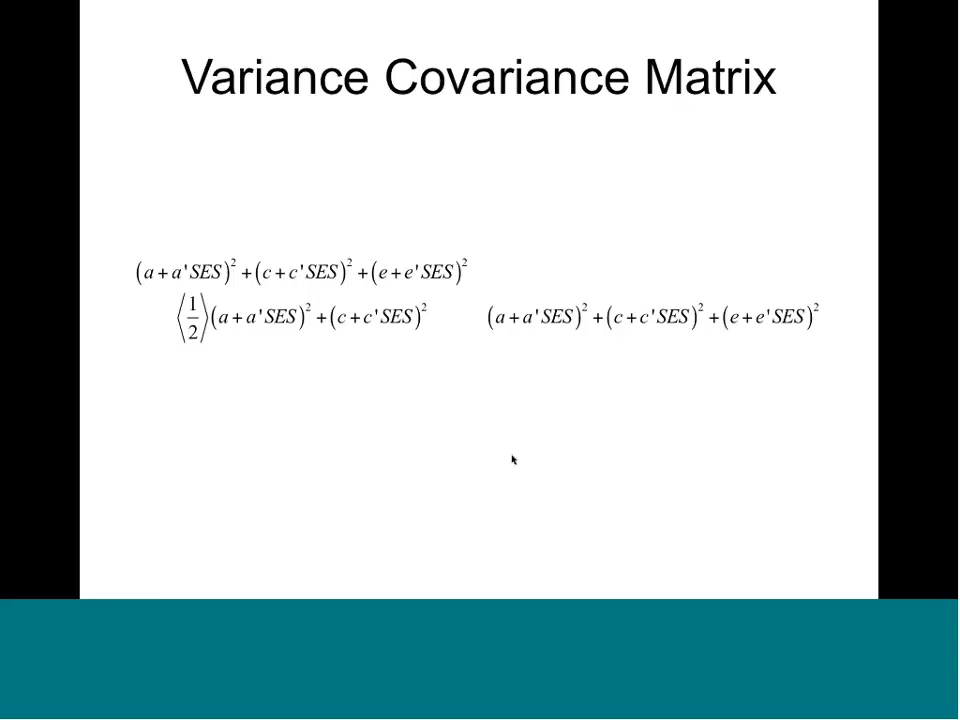 Variance Covariance Matrix
(a + a'SES)² + (c + c'SES)² + (e + e'SES)²
⟨1/2⟩(a + a'SES)² + (c + c'SES)² (a + a'SES)² + (c + c'SES)² + (e + e'SES)²